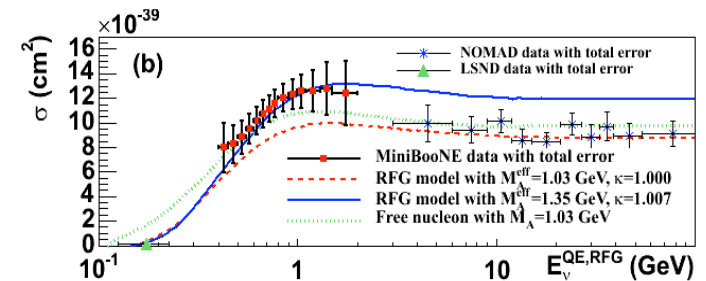 ×10⁻³⁹
16
14
12
10
8
6
4
2
0
σ (cm²)
(b)
NOMAD data with total error
LSND data with total error
MiniBooNE data with total error
RFG model with M_A^eff=1.03 GeV, κ=1.000
RFG model with M_A^eff=1.35 GeV, κ=1.007
Free nucleon with M_A=1.03 GeV
10⁻¹ 1 10 E_ν^QE,RFG (GeV)